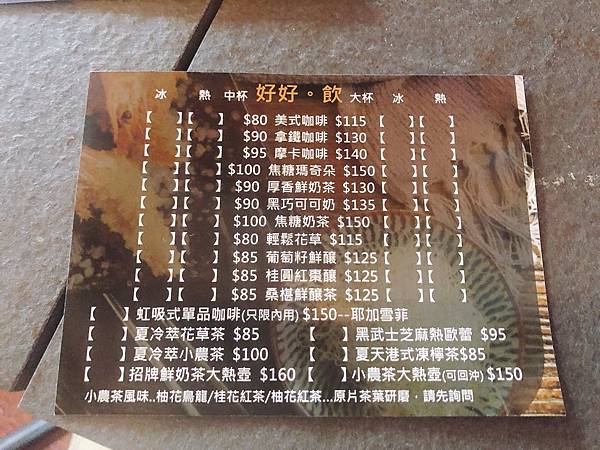 冰 熱 中杯 好好。飲 大杯 冰 熱
【 】【 】 $80 美式咖啡 $115 【 】【 】
【 】【 】 $90 拿鐵咖啡 $130 【 】【 】
【 】【 】 $95 摩卡咖啡 $140 【 】【 】
【 】【 】 $100 焦糖瑪奇朵 $150 【 】【 】
【 】【 】 $90 厚香鮮奶茶 $130 【 】【 】
【 】【 】 $90 黑巧可可奶 $135 【 】【 】
【 】【 】 $100 焦糖奶茶 $150 【 】【 】
【 】【 】 $80 輕鬆花草 $115 【 】【 】
【 】【 】 $85 葡萄籽鮮釀 $125 【 】【 】
【 】【 】 $85 桂圓紅棗釀 $125 【 】【 】
【 】【 】 $85 桑椹鮮釀茶 $125 【 】【 】
【 】虹吸式單品咖啡(只限內用) $150--耶加雪菲
【 】夏冷萃花草茶 $85 【 】黑武士芝麻熱歐蕾 $95
【 】夏冷萃小農茶 $100 【 】夏天港式凍檸茶$85
【 】招牌鮮奶茶大熱壺 $160 【 】小農茶大熱壺(可回沖) $150
小農茶風味..柚花烏龍/桂花紅茶/柚花紅茶...原片茶葉研磨，請先詢問